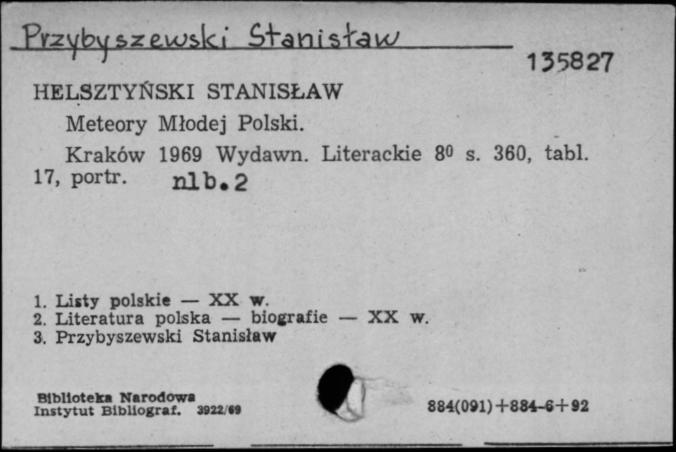 Przybyszewski Stanisław
135827
HELSZTYŃSKI STANISŁAW
Meteory Młodej Polski.
Kraków 1969 Wydawn. Literackie 8⁰ s. 360, tabl.
17, portr. nlb.2
1. Listy polskie — XX w.
2. Literatura polska — biografie — XX w.
3. Przybyszewski Stanisław
Biblioteka Narodowa
Instytut Bibliograf. 3922/69
884(091)+884-6+92